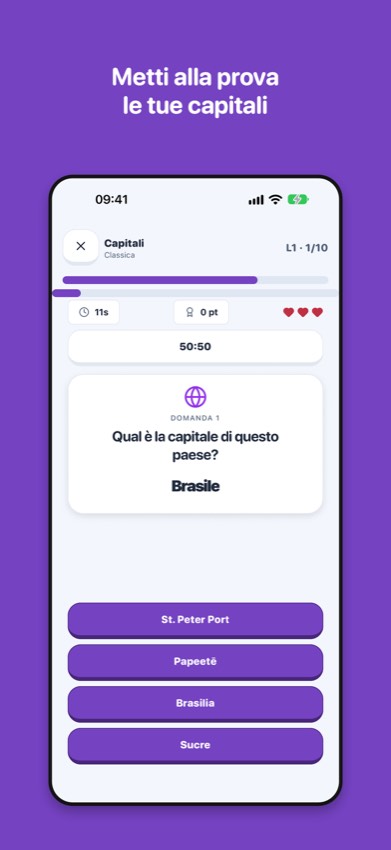 Metti alla prova
le tue capitali
09:41
Capitali
Classica
L1 · 1/10
11s
0 pt
50:50
DOMANDA 1
Qual è la capitale di questo
paese?
Brasile
St. Peter Port
Papeetē
Brasilia
Sucre